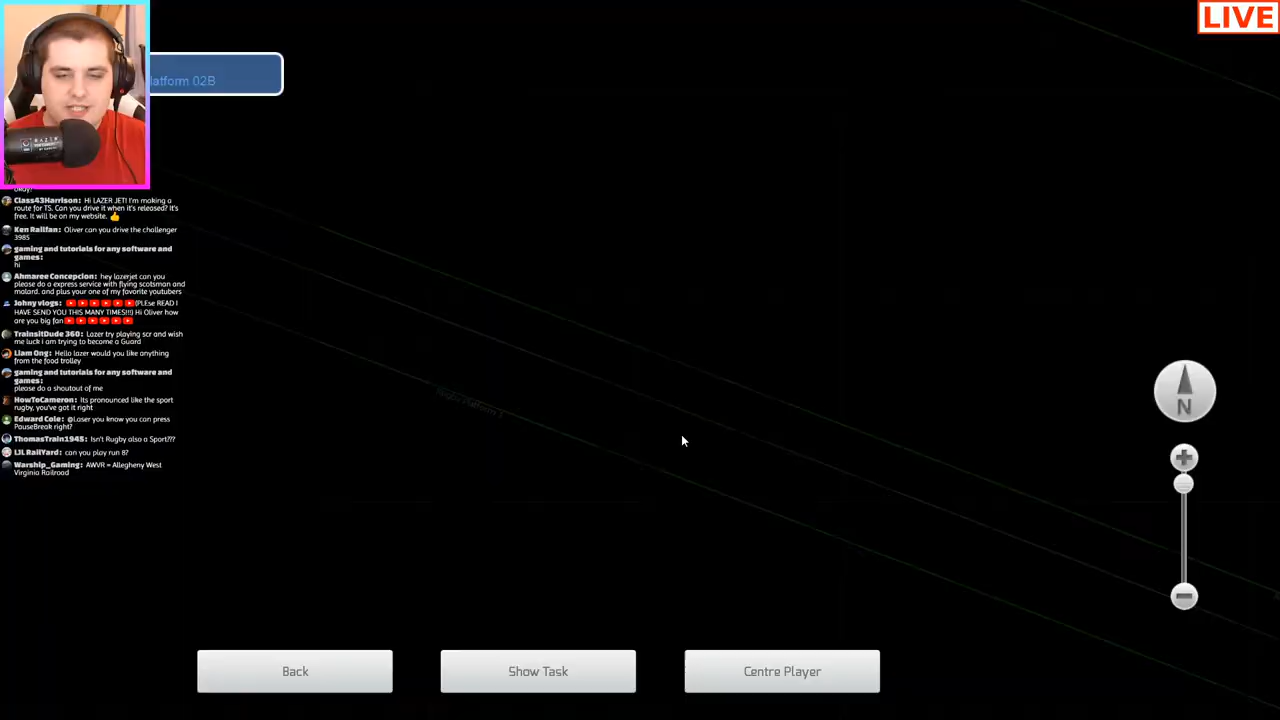 LIVE
latform 02B
RAZER
okay?
Class43Harrison: Hi LAZER JET! I'm making a
route for TS. Can you drive it when it's released? It's
free. It will be on my website. 👍
Ken Railfan: Oliver can you drive the challenger
3985
gaming and tutorials for any software and
games:
hi
Ahmaree Concepcion: hey lazerjet can you
please do a express service with flying scotsman and
malard. and plus your one of my favorite youtubers
Johny vlogs: (PLEse READ I
HAVE SEND YOU THIS MANY TIMES!!!) Hi Oliver how
are you big fan
TrainsitDude 360: Lazer try playing scr and wish
me luck i am trying to become a Guard
Liam Ong: Hello lazer would you like anything
from the food trolley
gaming and tutorials for any software and
games:
please do a shoutout of me
HowToCameron: Its pronounced like the sport
rugby, you've got it right
Edward Cole: @Laser you know you can press
PauseBreak right?
ThomasTrain1945: Isn't Rugby also a Sport???
LJL RailYard: can you play run 8?
Warship_Gaming: AWVR = Allegheny West
Virginia Railroad
Rugby Platform
N
Back
Show Task
Centre Player